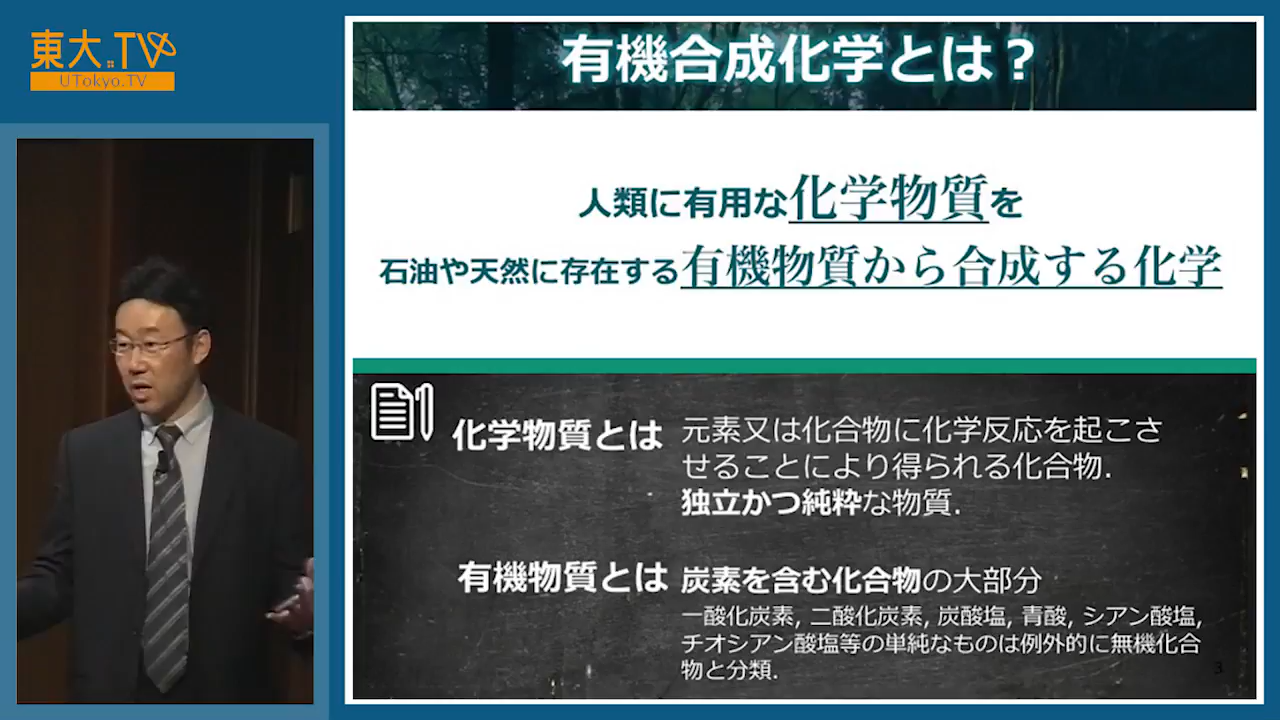 東大.TV
UTokyo.TV
有機合成化学とは？
人類に有用な化学物質を
石油や天然に存在する有機物質から合成する化学
化学物質とは
元素又は化合物に化学反応を起こさ
せることにより得られる化合物.
独立かつ純粋な物質.
有機物質とは
炭素を含む化合物の大部分
一酸化炭素, 二酸化炭素, 炭酸塩, 青酸, シアン酸塩,
チオシアン酸塩等の単純なものは例外的に無機化合
物と分類.
3